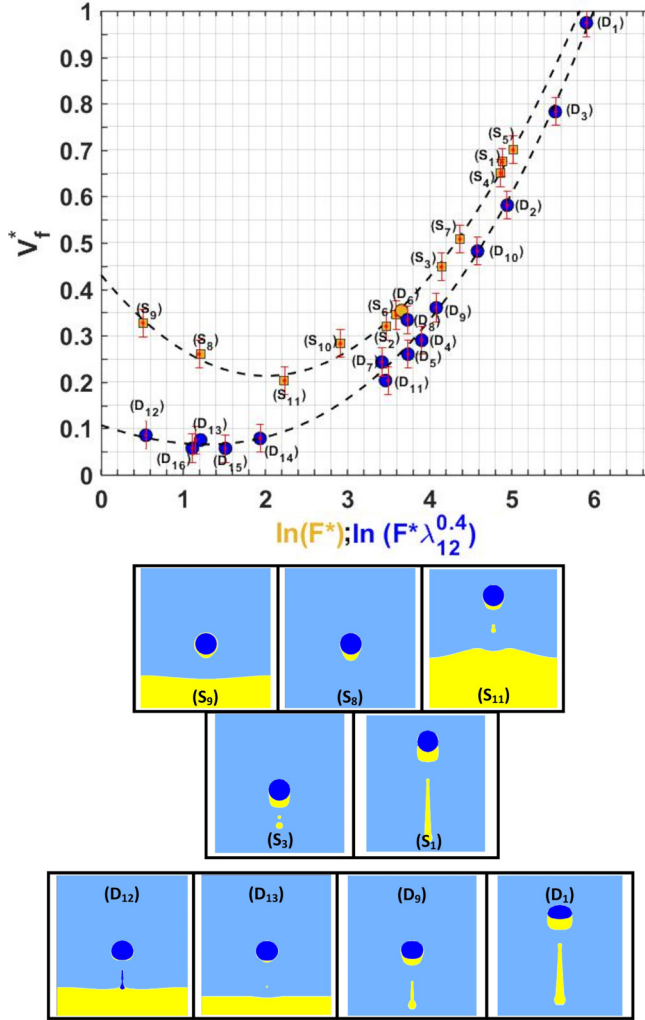 1
(D₁)
0.9
0.8
(D₃)
0.7
(S₅)
(S₁)
(S₄)
0.6
(D₂)
V*f
0.5
(S₇)
(D₁₀)
(S₃)
0.4
(D₆)
(S₉)
(S₆)
(D₉)
0.3
(D₈)
(S₈)
(S₁₀)
(S₂)
(D₄)
(D₇)
(D₅)
0.2
(S₁₁)
(D₁₁)
0.1
(D₁₂)
(D₁₃)
(D₁₆)
(D₁₅)
(D₁₄)
0
0 1 2 3 4 5 6
ln(F*);ln (F*λ₁₂^0.4)
(S₉)
(S₈)
(S₁₁)
(S₃)
(S₁)
(D₁₂)
(D₁₃)
(D₉)
(D₁)